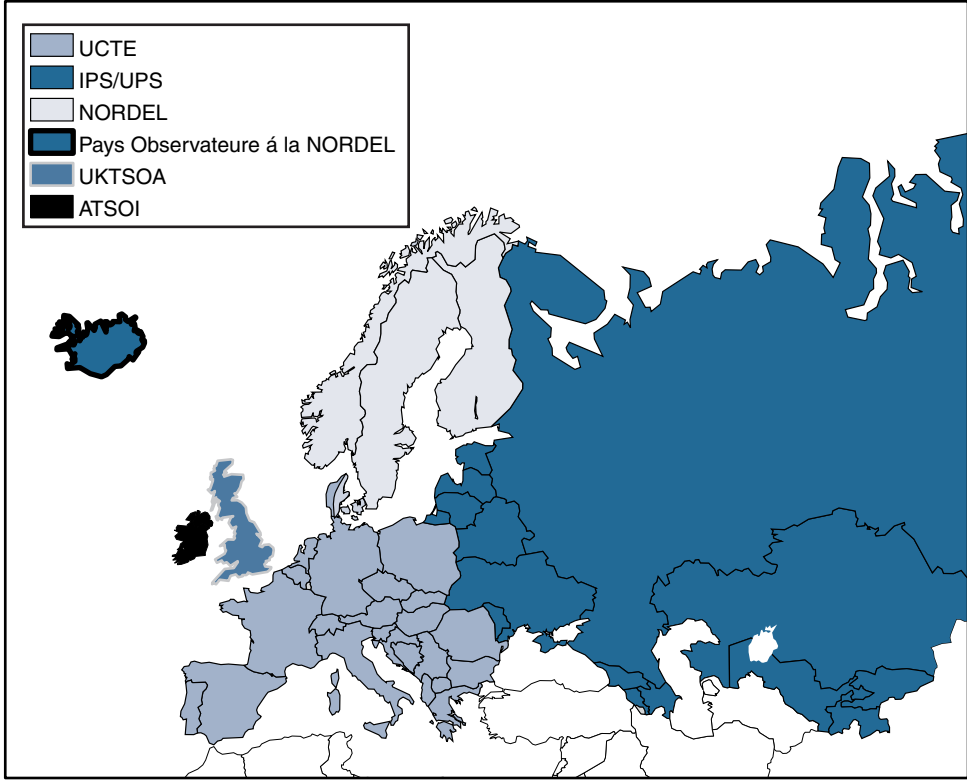 UCTE
IPS/UPS
NORDEL
Pays Observateure á la NORDEL
UKTSOA
ATSOI